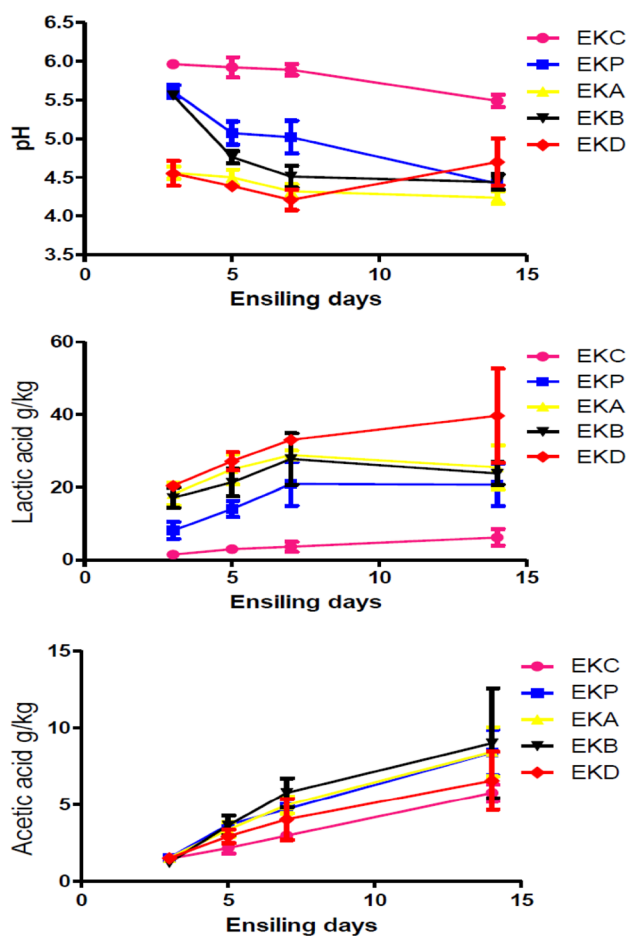 6.5
6.0
5.5
5.0
4.5
4.0
3.5
pH
0 5 10 15
Ensiling days
EKC
EKP
EKA
EKB
EKD
60
40
20
0
Lactic acid g/kg
0 5 10 15
Ensiling days
EKC
EKP
EKA
EKB
EKD
15
10
5
0
Acetic acid g/kg
0 5 10 15
Ensiling days
EKC
EKP
EKA
EKB
EKD